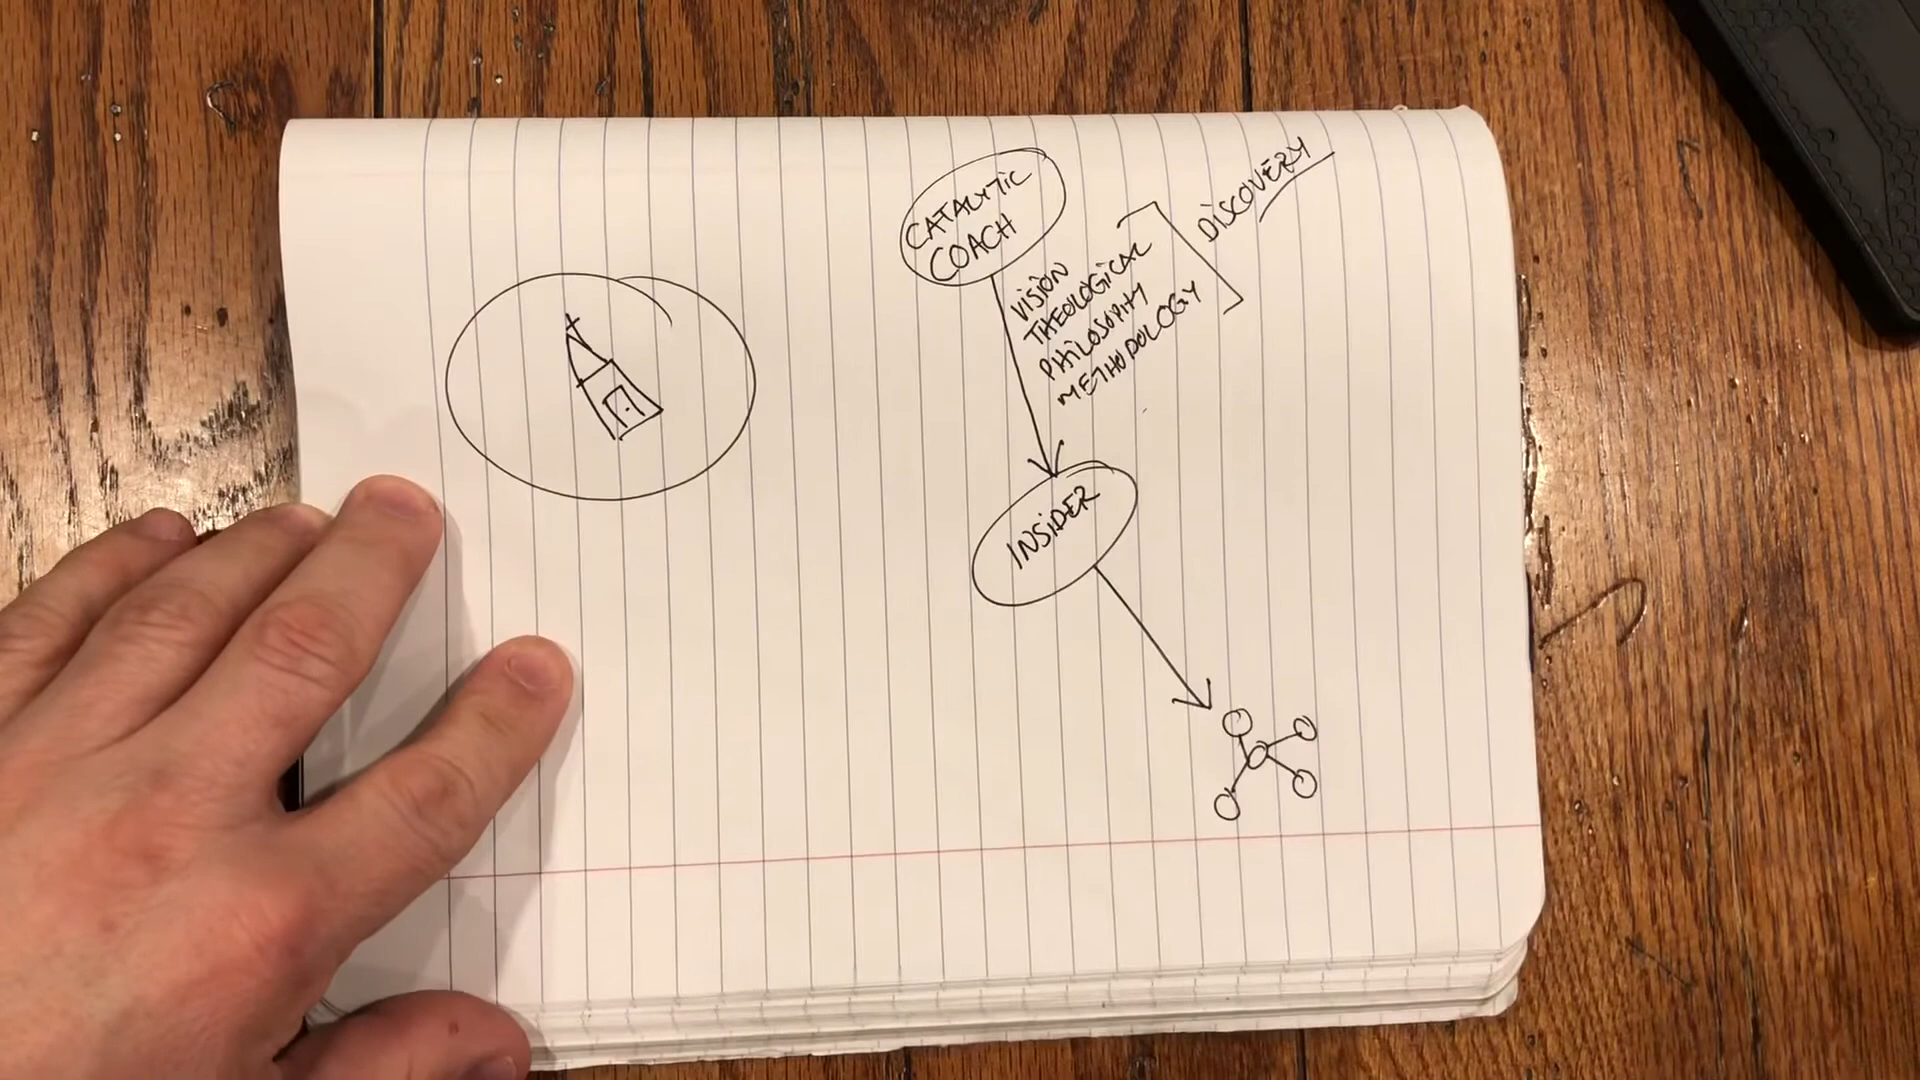 CATALYTIC
COACH
VISION
THEOLOGICAL
PHILOSOPHY
METHODOLOGY
DISCOVERY
INSIDER